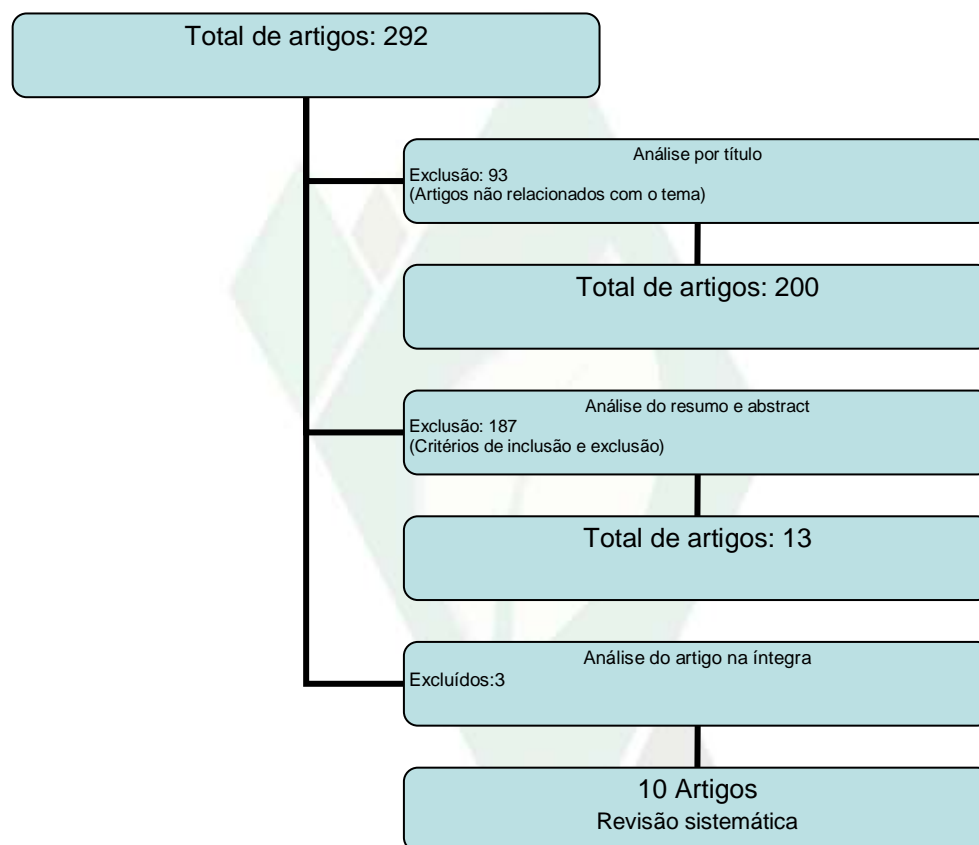 Total de artigos: 292
Análise por título
Exclusão: 93
(Artigos não relacionados com o tema)
Total de artigos: 200
Análise do resumo e abstract
Exclusão: 187
(Critérios de inclusão e exclusão)
Total de artigos: 13
Análise do artigo na íntegra
Excluídos:3
10 Artigos
Revisão sistemática